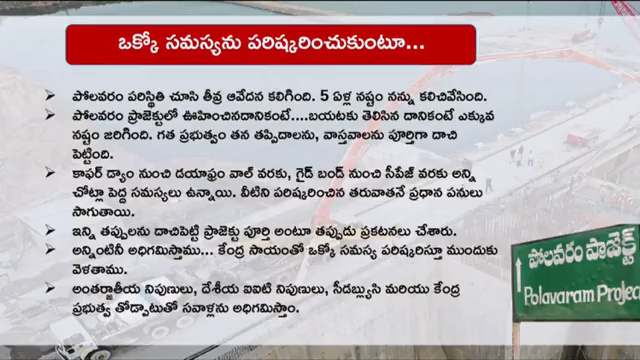 ఒక్కో సమస్యను పరిష్కరించుకుంటూ...
పోలవరం పరిస్థితి చూసి తీవ్ర ఆవేదన కలిగింది. 5 ఏళ్ల నష్టం నన్ను కలిచివేసింది.
పోలవరం ప్రాజెక్టులో ఊహించినదానికంటే....బయటకు తెలిసిన దానికంటే ఎక్కువ
నష్టం జరిగింది. గత ప్రభుత్వం తన తప్పిదాలను, వాస్తవాలను పూర్తిగా దాచి
పెట్టింది.
కాఫర్ డ్యాం నుంచి డయాఫ్రం వాల్ వరకు, గైడ్ బండ్ నుంచి సీపేజ్ వరకు అన్ని
చోట్లా పెద్ద సమస్యలు ఉన్నాయి. వీటిని పరిష్కరించిన తరువాతనే ప్రధాన పనులు
సాగుతాయి.
ఇన్ని తప్పులను దాచిపెట్టి ప్రాజెక్టు పూర్తి అంటూ తప్పుడు ప్రకటనలు చేశారు.
అన్నింటినీ అధిగమిస్తాము... కేంద్ర సాయంతో ఒక్కో సమస్య పరిష్కరిస్తూ ముందుకు
వెళతాము.
అంతర్జాతీయ నిపుణులు, దేశీయ ఐఐటి నిపుణులు, సీడబ్ల్యుసి మరియు కేంద్ర
ప్రభుత్వ తోడ్పాటుతో సవాళ్లను అధిగమిస్తాం.
పోలవరం ప్రాజెక్ట్
Polavaram Projec